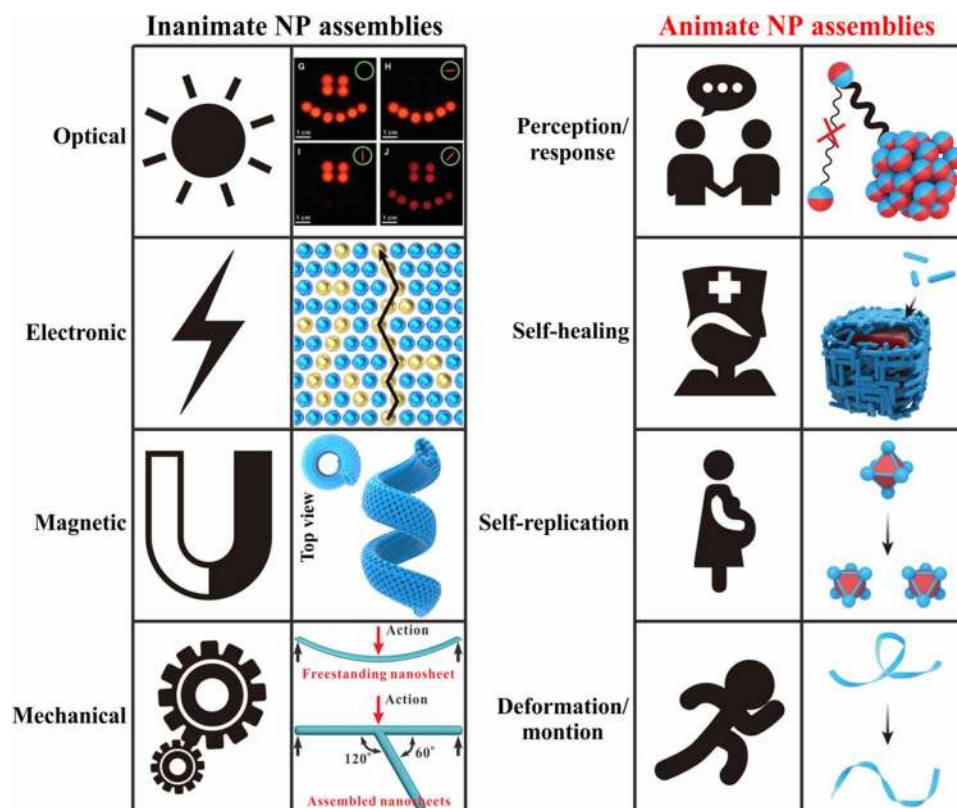 Inanimate NP assemblies
Animate NP assemblies
Optical
G
H
1 cm
1 cm
I
J
1 cm
1 cm
Perception/
response
Electronic
Self-healing
Magnetic
Top view
Self-replication
Mechanical
Action
Freestanding nanosheet
Action
120°
60°
Assembled nanosheets
Deformation/
montion